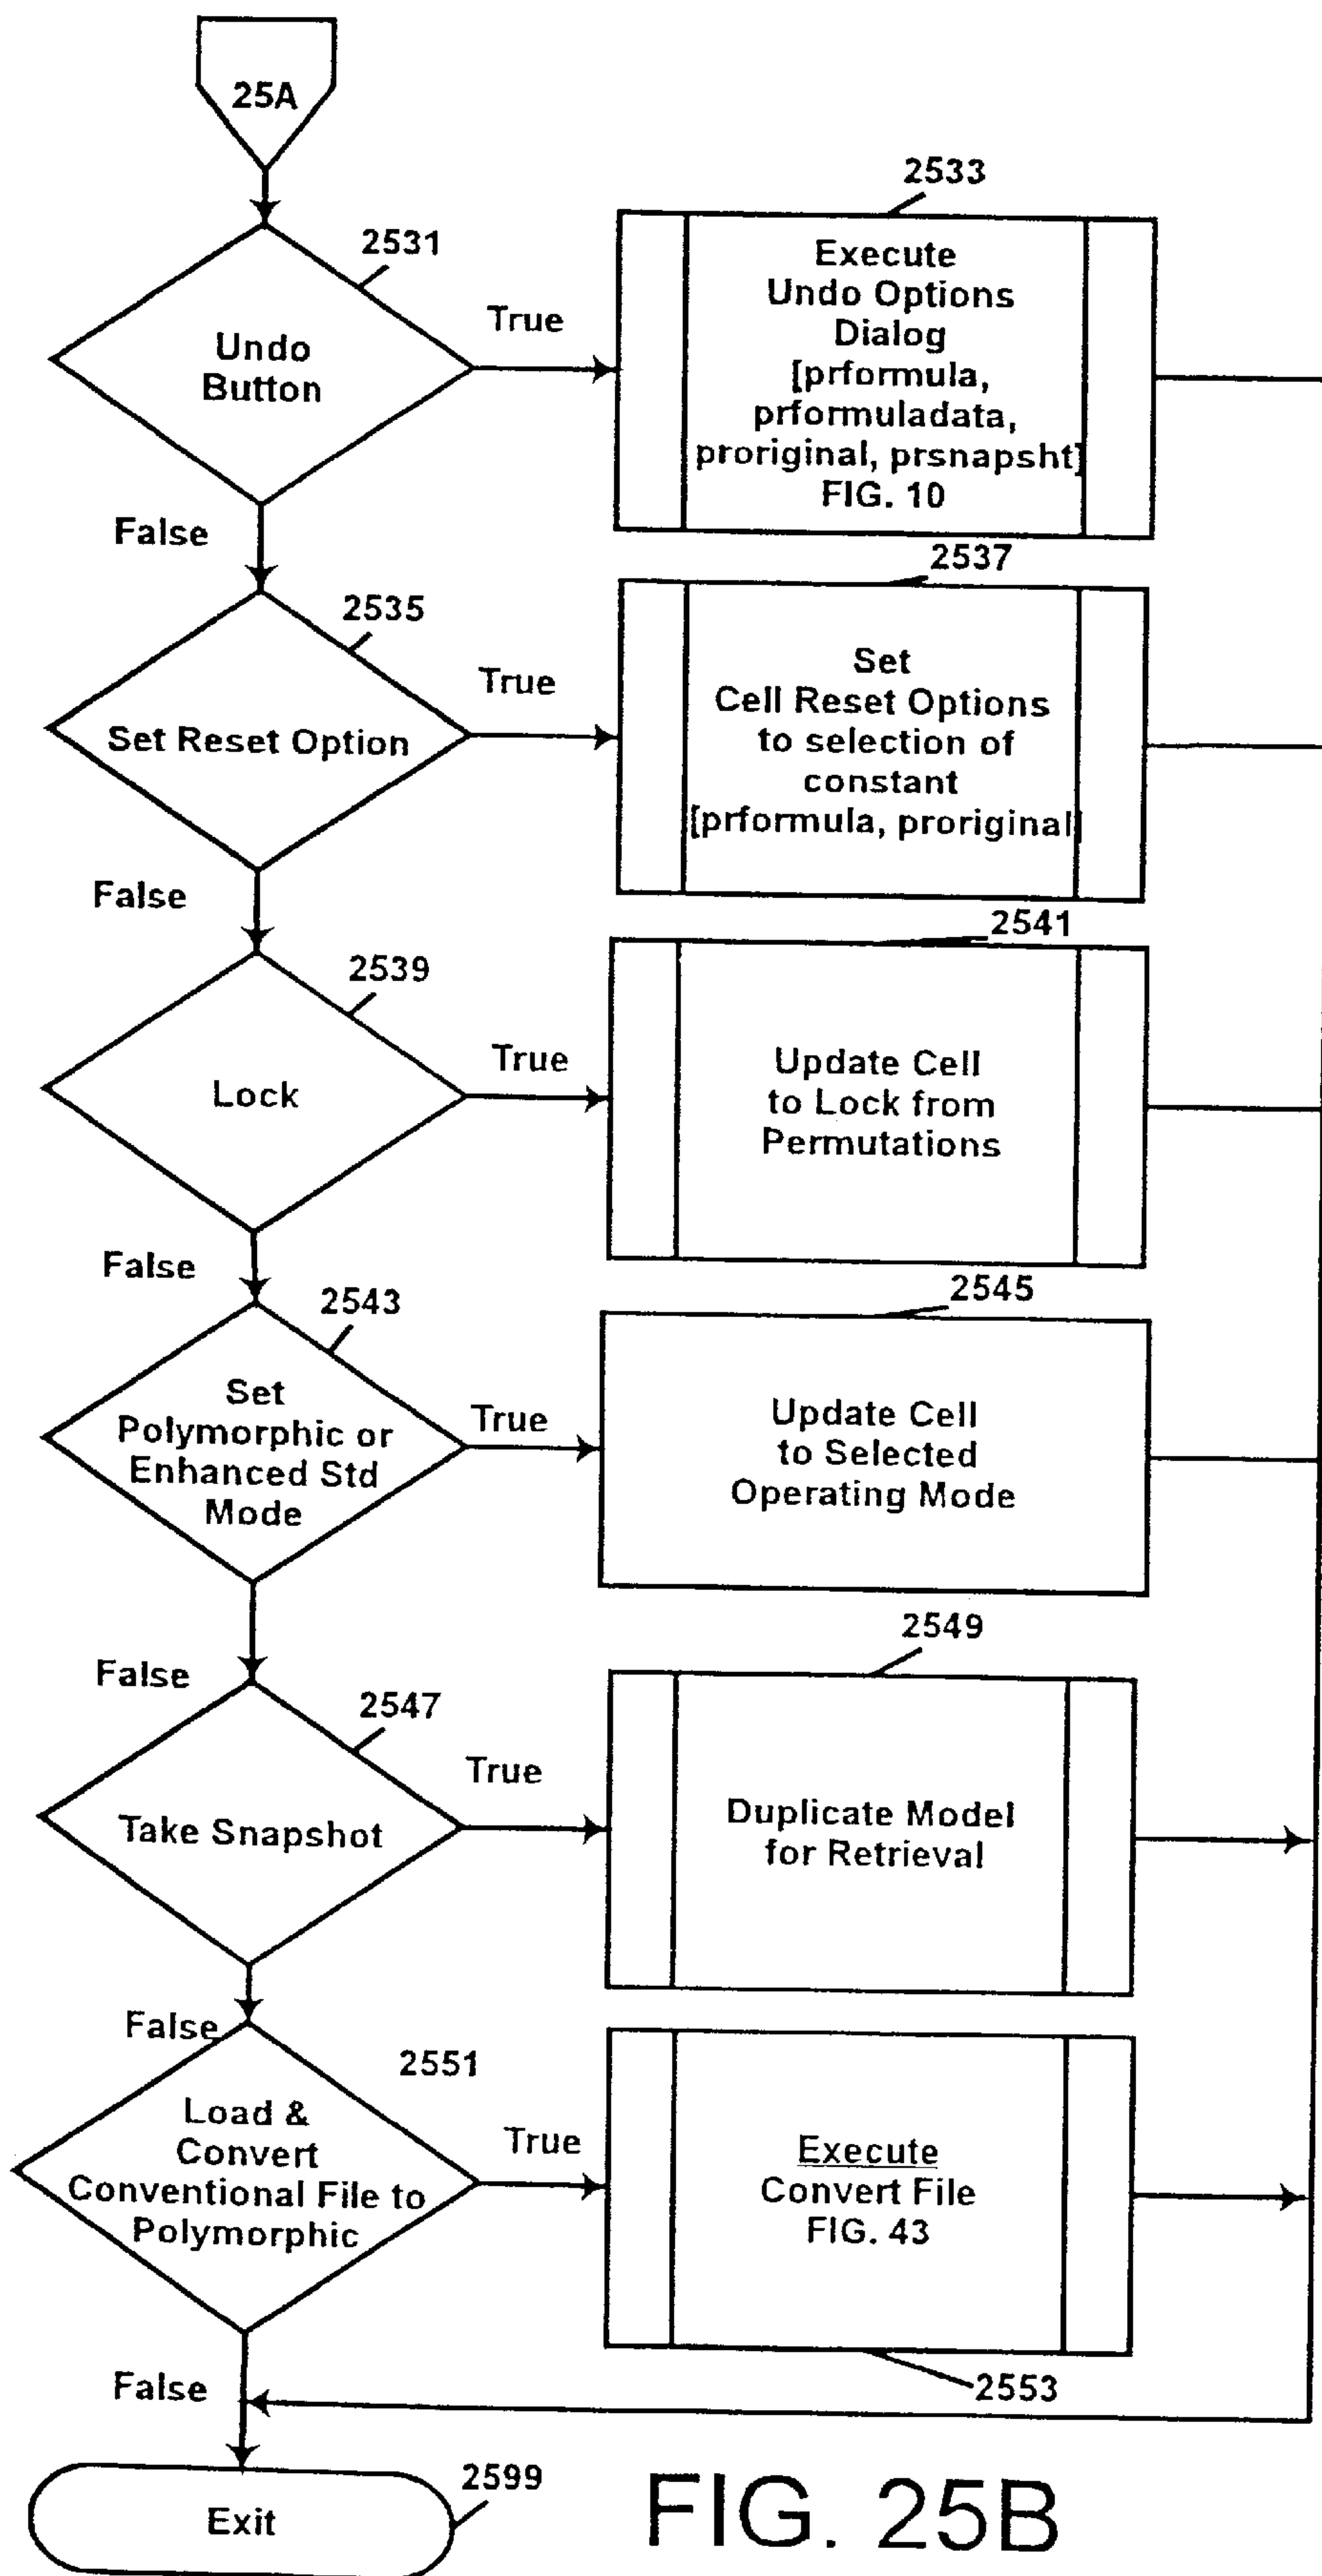 25A
2533
2531
Execute
Undo Options
Dialog
[prformula,
prformuladata,
proriginal, prsnapsht]
FIG. 10
True
Undo
Button
False
2537
2535
Set
Cell Reset Options
to selection of
constant
[prformula, proriginal]
True
Set Reset Option
False
2541
2539
True
Update Cell
to Lock from
Permutations
Lock
False
2545
2543
Set
Polymorphic or
Enhanced Std
Mode
True
Update Cell
to Selected
Operating Mode
False
2549
2547
True
Take Snapshot
Duplicate Model
for Retrieval
False
2551
Load &
Convert
Conventional File to
Polymorphic
True
Execute
Convert File
FIG. 43
False
2553
2599
Exit
FIG. 25B